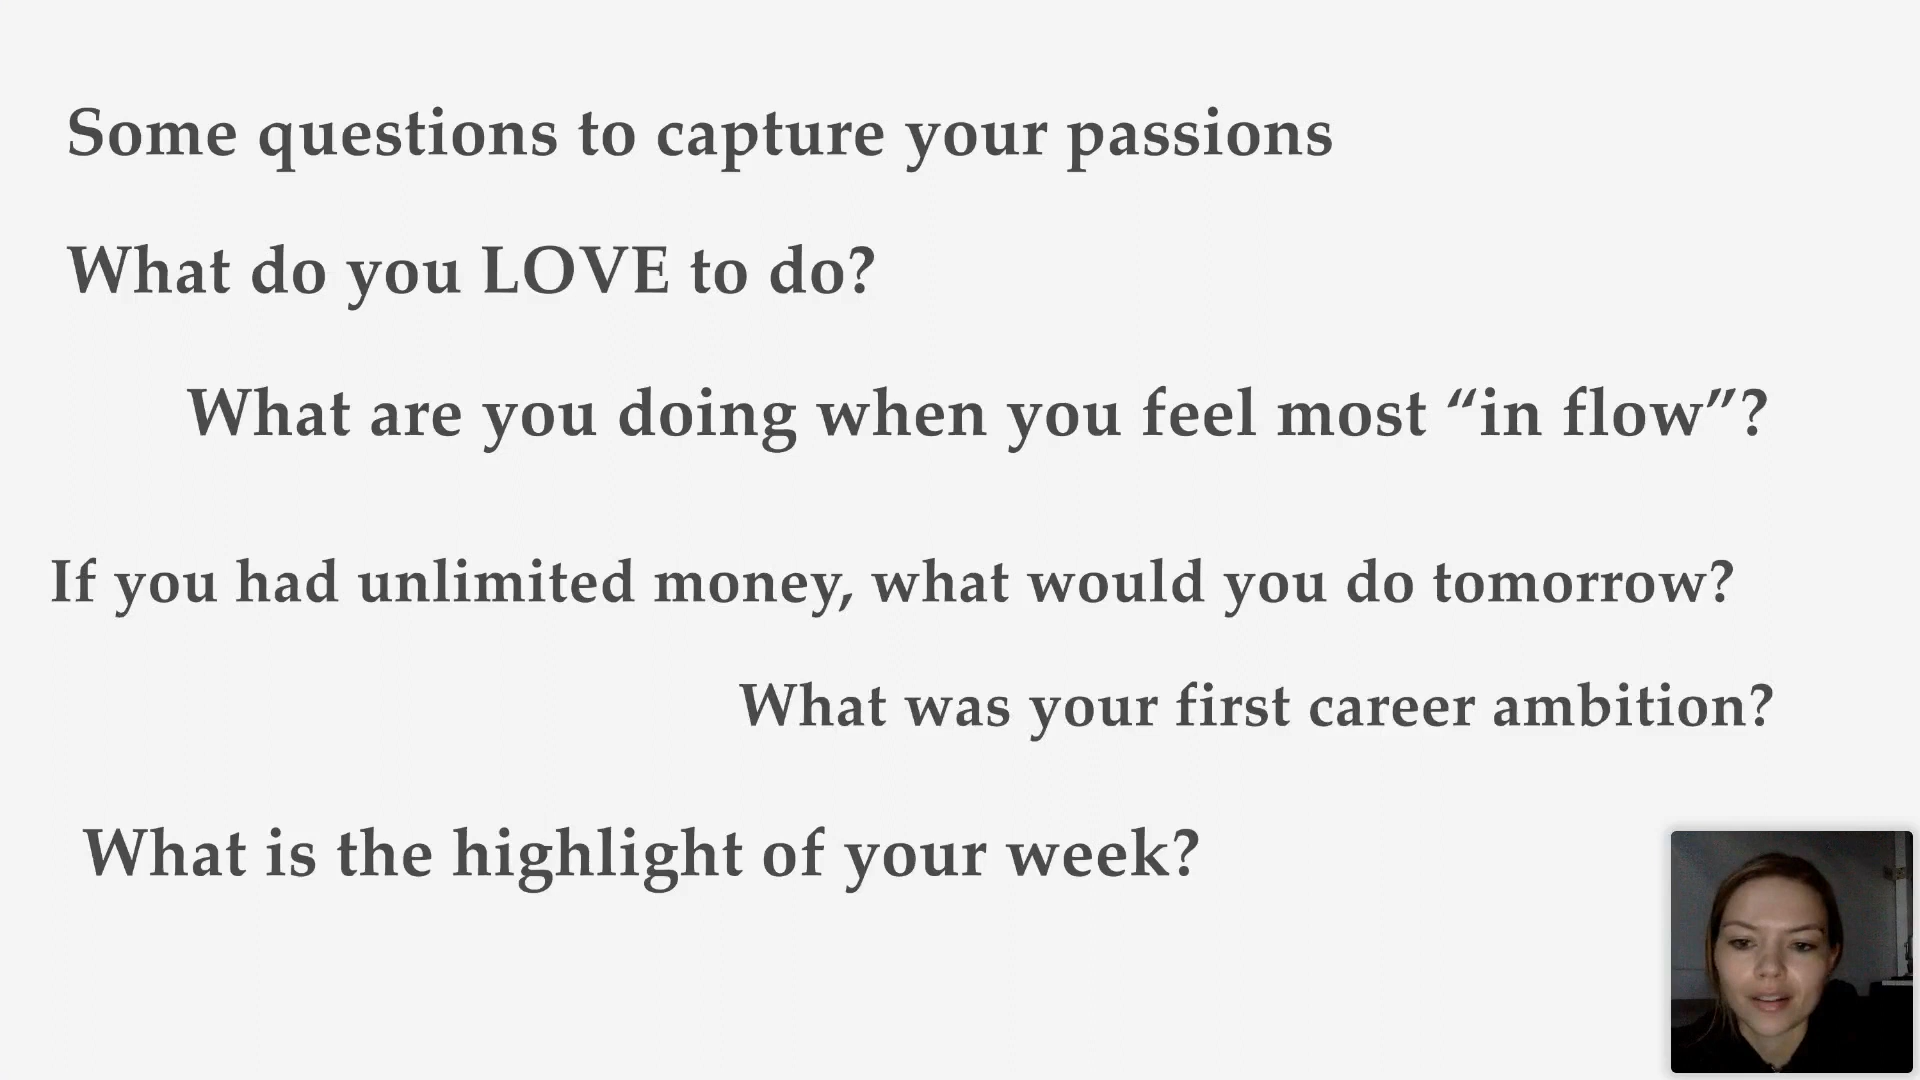 Some questions to capture your passions
What do you LOVE to do?
What are you doing when you feel most “in flow”?
If you had unlimited money, what would you do tomorrow?
What was your first career ambition?
What is the highlight of your week?